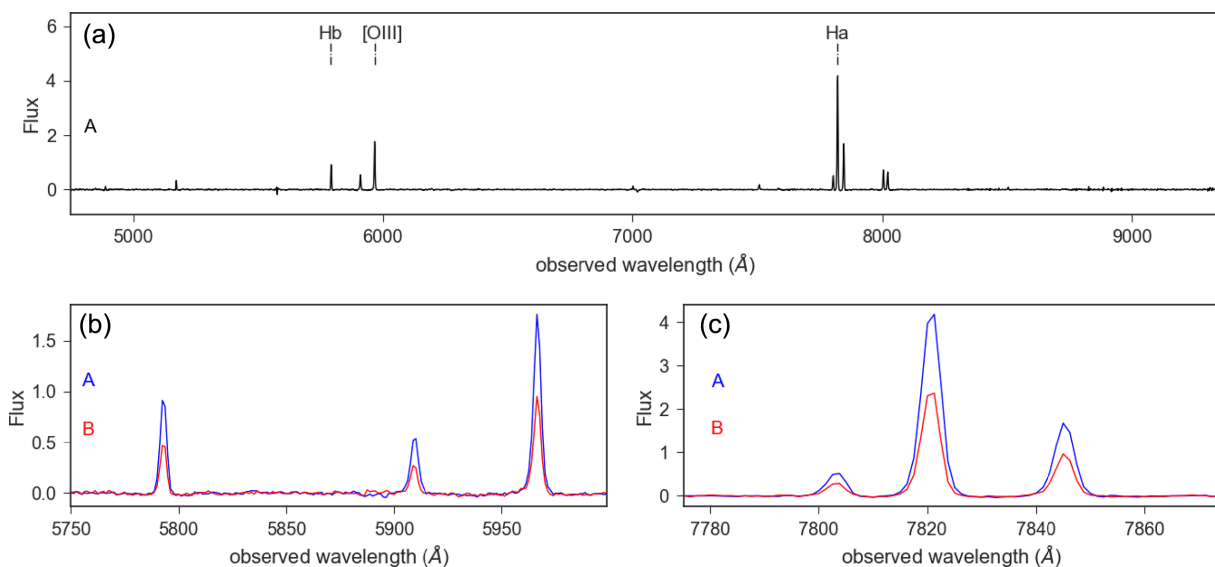 (a)
Hb
[OIII]
Ha
6
4
2
0
Flux
A
5000
6000
7000
8000
9000
observed wavelength (Å)
(b)
1.5
1.0
0.5
0.0
Flux
A
B
5750
5800
5850
5900
5950
observed wavelength (Å)
(c)
4
3
2
1
0
Flux
A
B
7780
7800
7820
7840
7860
observed wavelength (Å)